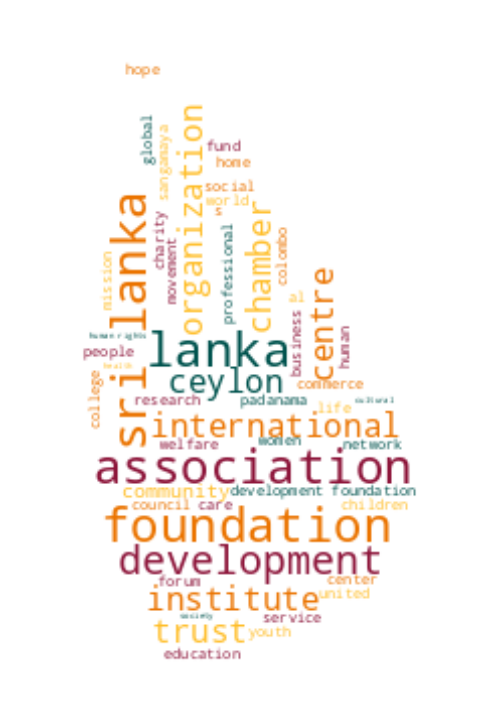 hope
global
sangamaya
organization
fund
home
social
world
s
sri lanka
charity
movement
professional
chamber
colombo
mission
al
business
centre
human
human rights
lanka
people
health
ceylon
commerce
college
research
padanama
life
cultural
international
welfare
women
network
association
community
development foundation
council
care
children
foundation
development
forum
center
institute
united
society
service
trust
youth
education